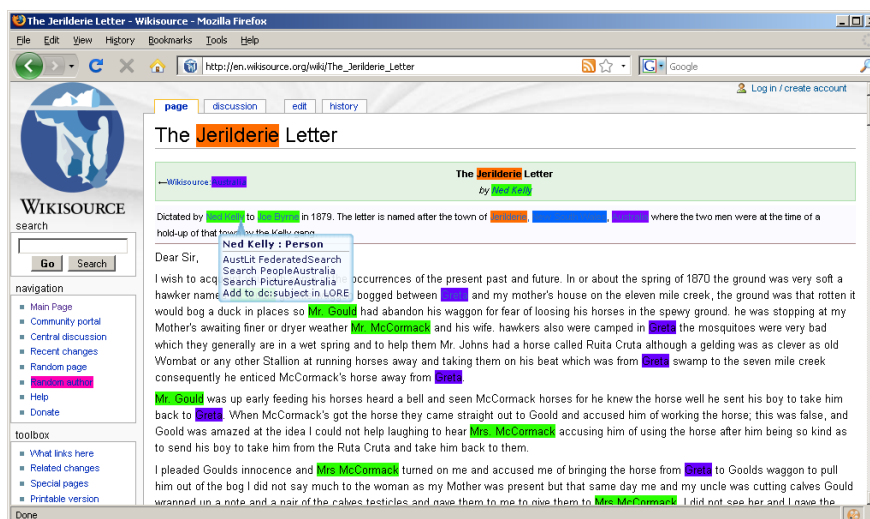 The Jerilderie Letter - Wikisource - Mozilla Firefox
File Edit View History Bookmarks Tools Help
http://en.wikisource.org/wiki/The_Jerilderie_Letter
Google
Log in / create account
page discussion edit history
The Jerilderie Letter
←Wikisource: Australia
The Jerilderie Letter
by Ned Kelly
Dictated by Ned Kelly to Joe Byrne in 1879. The letter is named after the town of Jerilderie, Australia where the two men were at the time of a
hold-up of that town by the Kelly gang.
Ned Kelly : Person
AustLit FederatedSearch
Search PeopleAustralia
Search PictureAustralia
Add to dc:subject in LORE
Dear Sir,
I wish to acq occurrences of the present past and future. In or about the spring of 1870 the ground was very soft a
hawker name bogged between Greta and my mother's house on the eleven mile creek, the ground was that rotten it
would bog a duck in places so Mr. Gould had abandon his waggon for fear of loosing his horses in the spewy ground. he was stopping at my
Mother's awaiting finer or dryer weather Mr. McCormack and his wife. hawkers also were camped in Greta the mosquitoes were very bad
which they generally are in a wet spring and to help them Mr. Johns had a horse called Ruita Cruta although a gelding was as clever as old
Wombat or any other Stallion at running horses away and taking them on his beat which was from Greta swamp to the seven mile creek
consequently he enticed McCormack's horse away from Greta.
Mr. Gould was up early feeding his horses heard a bell and seen McCormack horses for he knew the horse well he sent his boy to take him
back to Greta. When McCormack's got the horse they came straight out to Goold and accused him of working the horse; this was false, and
Goold was amazed at the idea I could not help laughing to hear Mrs. McCormack accusing him of using the horse after him being so kind as
to send his boy to take him from the Ruta Cruta and take him back to them.
I pleaded Goulds innocence and Mrs McCormack turned on me and accused me of bringing the horse from Greta to Goolds waggon to pull
him out of the bog I did not say much to the woman as my Mother was present but that same day me and my uncle was cutting calves Gould
wrapped up a note and a pair of the calves testicles and gave them to me to give them to Mrs McCormack. I did not see her and I gave the
WIKISOURCE
search
Go Search
navigation
Main Page
Community portal
Central discussion
Recent changes
Random page
Random author
Help
Donate
toolbox
What links here
Related changes
Special pages
Printable version
Done